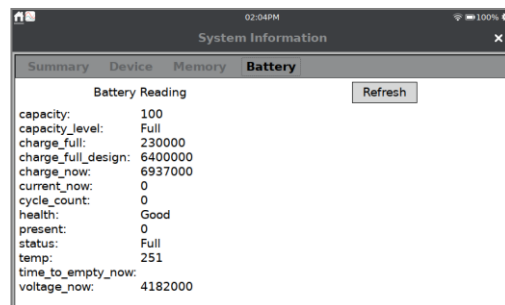 02:04PM 100%
System Information
Summary Device Memory Battery
Battery Reading Refresh
capacity: 100
capacity_level: Full
charge_full: 230000
charge_full_design: 6400000
charge_now: 6937000
current_now: 0
cycle_count: 0
health: Good
present: 0
status: Full
temp: 251
time_to_empty_now:
voltage_now: 4182000